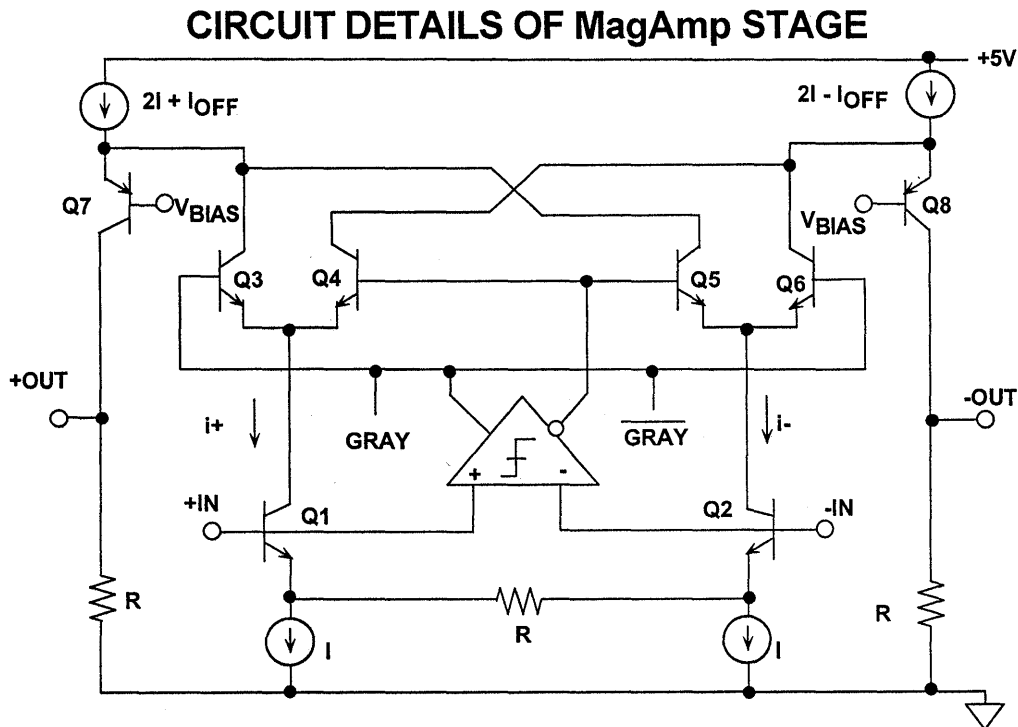 CIRCUIT DETAILS OF MagAmp STAGE
+5V
2I + IOFF
2I - IOFF
Q7
VBIAS
VBIAS
Q8
Q3
Q4
Q5
Q6
+OUT
-OUT
i+
GRAY
GRAY
i-
+
-
+IN
Q1
Q2
-IN
R
R
R
I
I